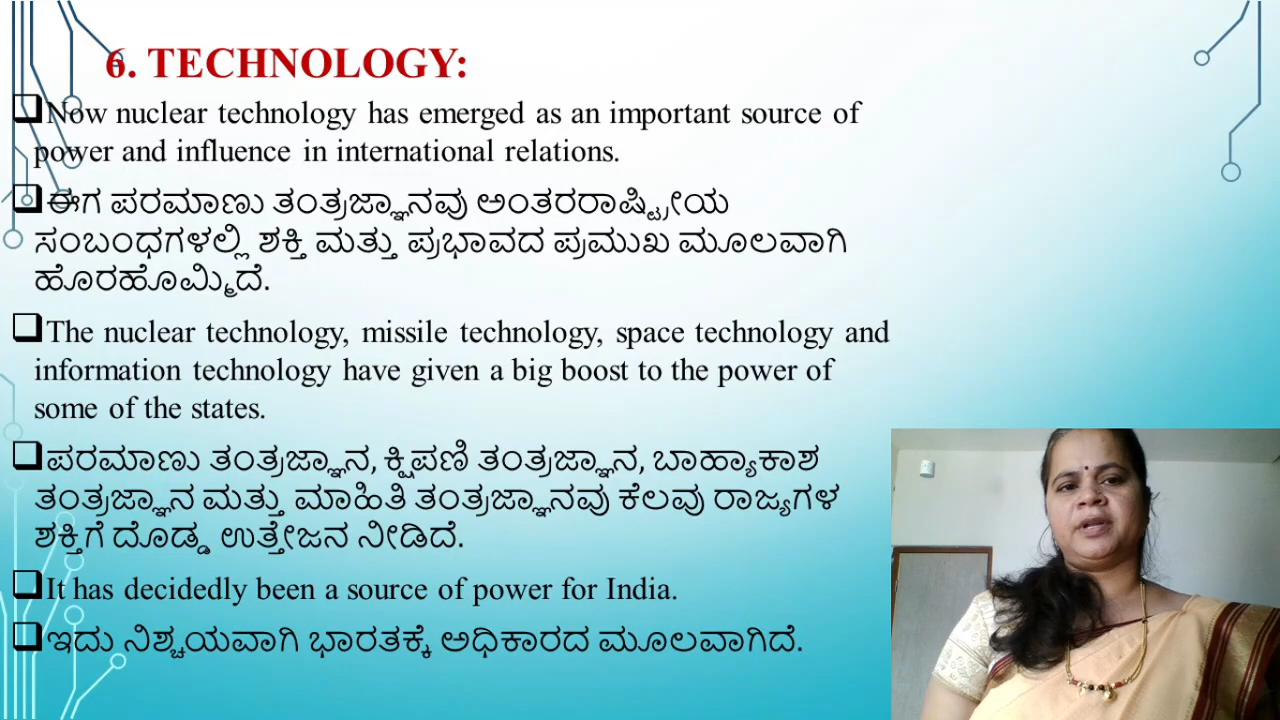 6. TECHNOLOGY:
Now nuclear technology has emerged as an important source of
power and influence in international relations.
ಈಗ ಪರಮಾಣು ತಂತ್ರಜ್ಞಾನವು ಅಂತರರಾಷ್ಟ್ರೀಯ
ಸಂಬಂಧಗಳಲ್ಲಿ ಶಕ್ತಿ ಮತ್ತು ಪ್ರಭಾವದ ಪ್ರಮುಖ ಮೂಲವಾಗಿ
ಹೊರಹೊಮ್ಮಿದೆ.
The nuclear technology, missile technology, space technology and
information technology have given a big boost to the power of
some of the states.
ಪರಮಾಣು ತಂತ್ರಜ್ಞಾನ, ಕ್ಷಿಪಣಿ ತಂತ್ರಜ್ಞಾನ, ಬಾಹ್ಯಾಕಾಶ
ತಂತ್ರಜ್ಞಾನ ಮತ್ತು ಮಾಹಿತಿ ತಂತ್ರಜ್ಞಾನವು ಕೆಲವು ರಾಜ್ಯಗಳ
ಶಕ್ತಿಗೆ ದೊಡ್ಡ ಉತ್ತೇಜನ ನೀಡಿದೆ.
It has decidedly been a source of power for India.
ಇದು ನಿಶ್ಚಯವಾಗಿ ಭಾರತಕ್ಕೆ ಅಧಿಕಾರದ ಮೂಲವಾಗಿದೆ.